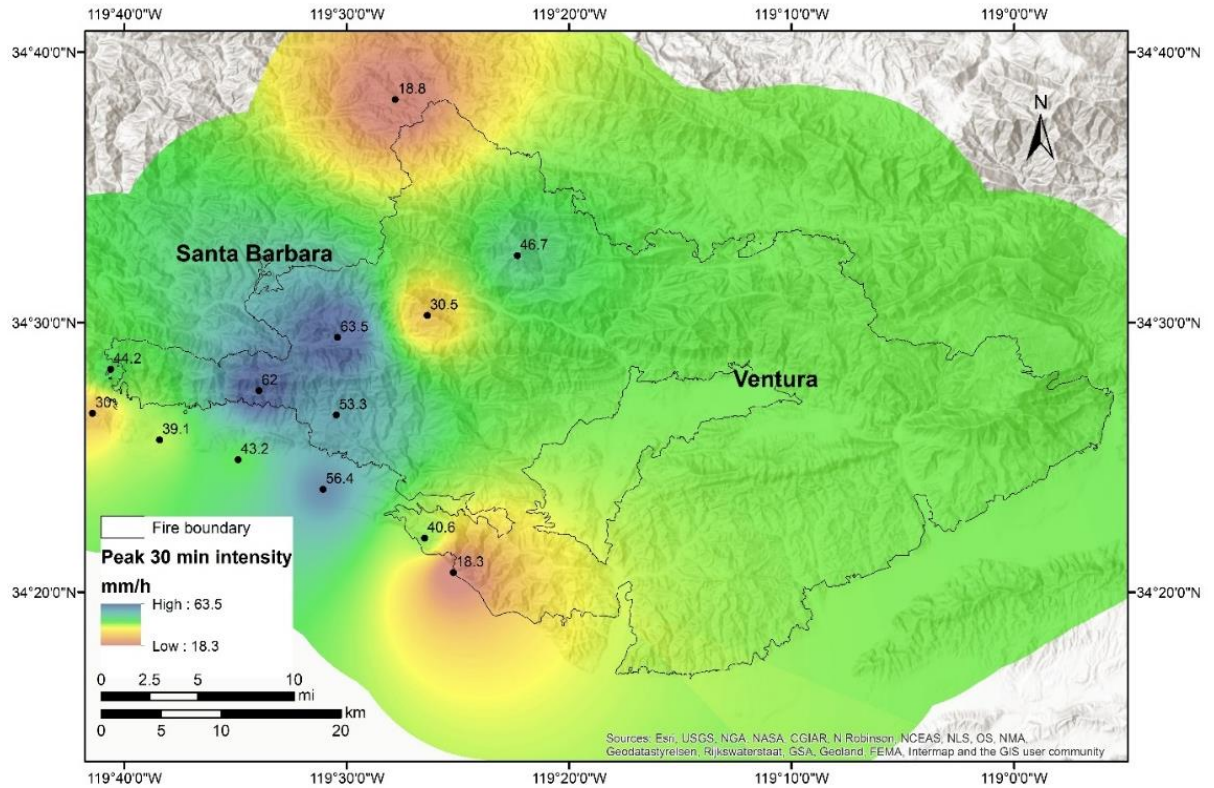 119°40'0"W 119°30'0"W 119°20'0"W 119°10'0"W 119°0'0"W
34°40'0"N 34°40'0"N
18.8
N
Santa Barbara
46.7
30.5
34°30'0"N 34°30'0"N
63.5
44.2
62
Ventura
30
53.3
39.1
43.2
56.4
40.6
18.3
Fire boundary
Peak 30 min intensity
mm/h
High : 63.5
Low : 18.3
34°20'0"N 34°20'0"N
0 2.5 5 10
mi
km
0 5 10 20
Sources: Esri, USGS, NGA, NASA, CGIAR, N Robinson, NCEAS, NLS, OS, NMA,
Geodatastyrelsen, Rijkswaterstaat, GSA, Geoland, FEMA, Intermap and the GIS user community
119°40'0"W 119°30'0"W 119°20'0"W 119°10'0"W 119°0'0"W